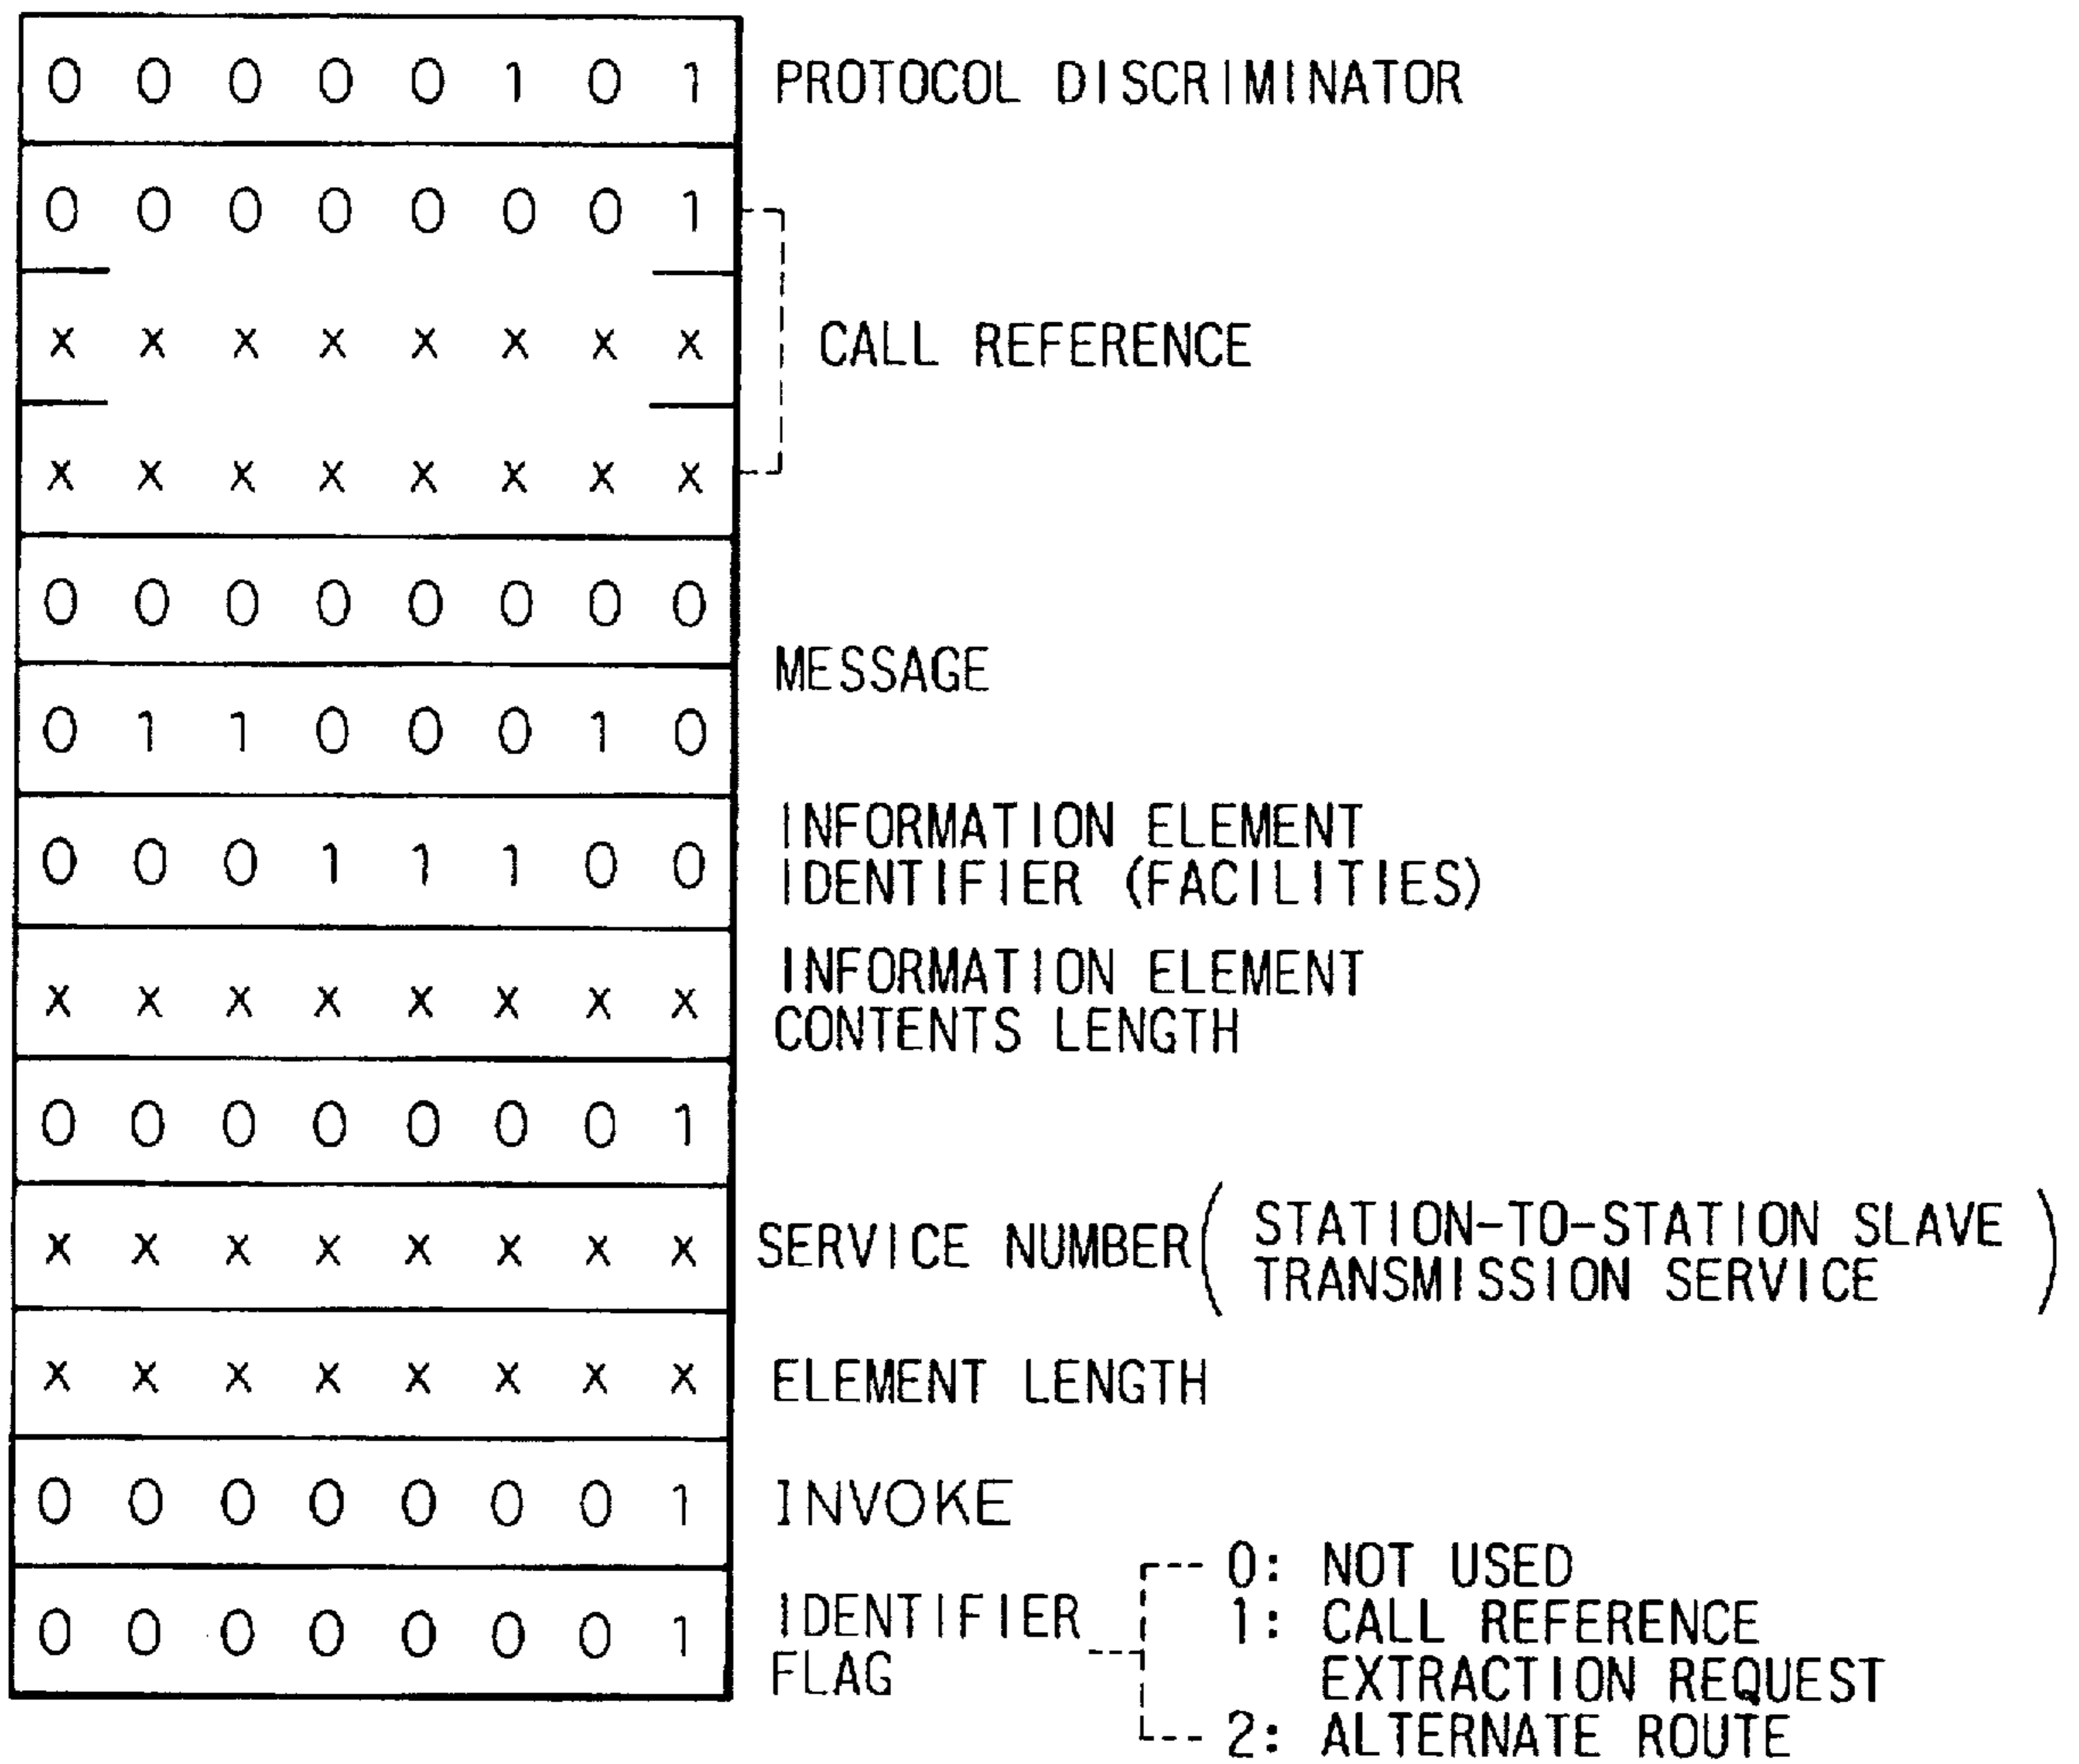 0 0 0 0 0 1 0 1 PROTOCOL DISCRIMINATOR
0 0 0 0 0 0 0 1
x x x x x x x x CALL REFERENCE
x x x x x x x x
0 0 0 0 0 0 0 0
MESSAGE
0 1 1 0 0 0 1 0
0 0 0 1 1 1 0 0 INFORMATION ELEMENT
IDENTIFIER (FACILITIES)
x x x x x x x x INFORMATION ELEMENT
CONTENTS LENGTH
0 0 0 0 0 0 0 1
x x x x x x x x SERVICE NUMBER ( STATION-TO-STATION SLAVE
TRANSMISSION SERVICE )
x x x x x x x x ELEMENT LENGTH
0 0 0 0 0 0 0 1 INVOKE
0 0 0 0 0 0 0 1 IDENTIFIER
FLAG
0: NOT USED
1: CALL REFERENCE
EXTRACTION REQUEST
2: ALTERNATE ROUTE